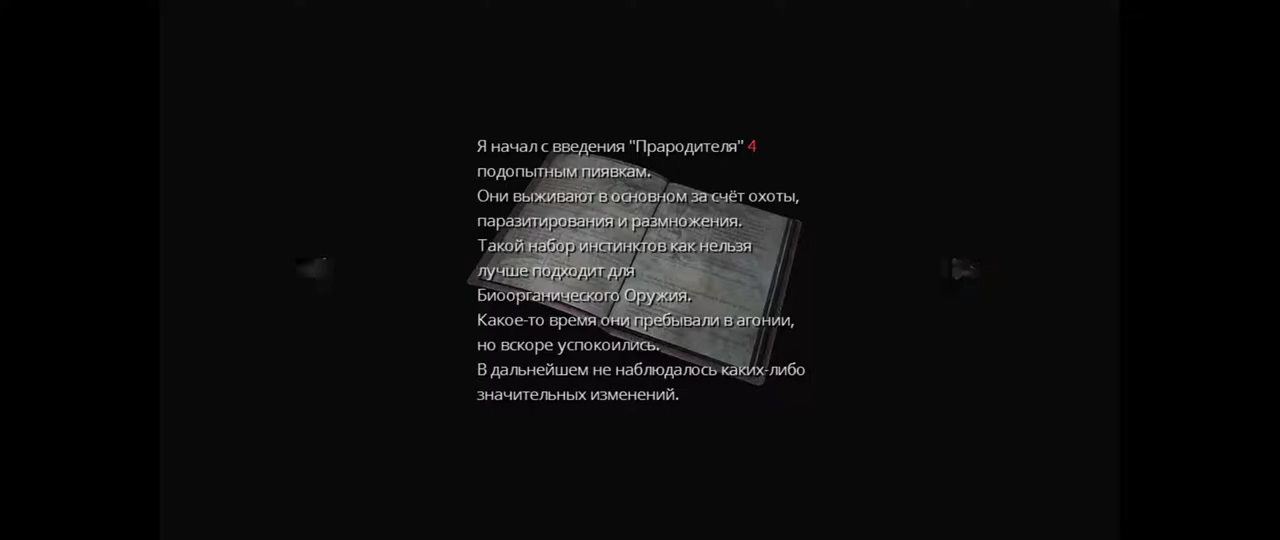 Я начал с введения "Прародителя" 4
подопытным пиявкам.
Они выживают в основном за счёт охоты,
паразитирования и размножения.
Такой набор инстинктов как нельзя
лучше подходит для
Биоорганического Оружия.
Какое-то время они пребывали в агонии,
но вскоре успокоились.
В дальнейшем не наблюдалось каких-либо
значительных изменений.